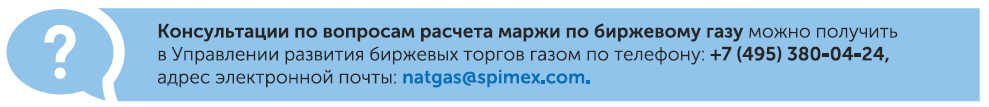 ?
Консультации по вопросам расчета маржи по биржевому газу можно получить
в Управлении развития биржевых торгов газом по телефону: +7 (495) 380-04-24,
адрес электронной почты: natgas@spimex.com.